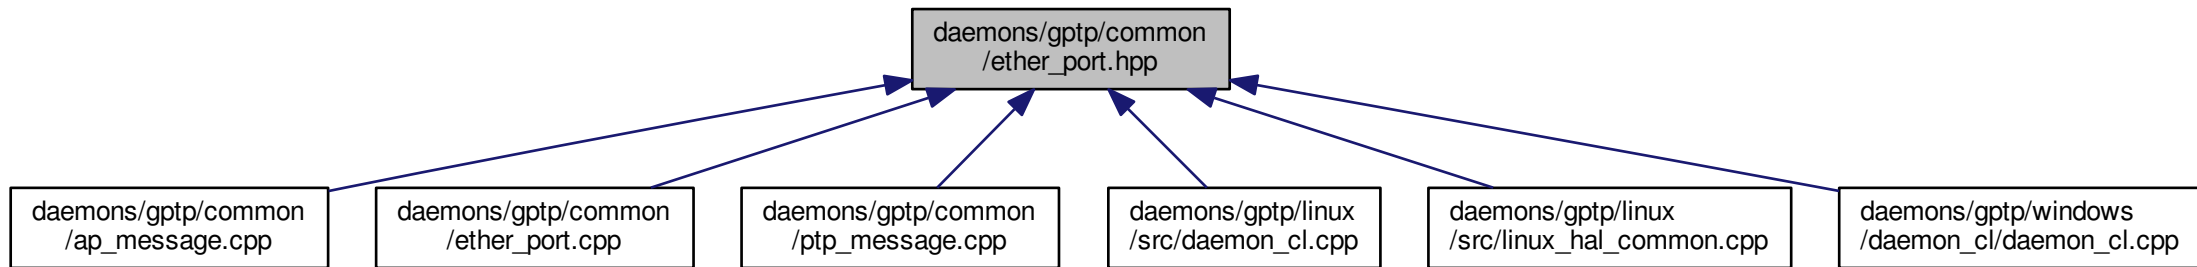 daemons/gptp/common
/ether_port.hpp
daemons/gptp/common
/ap_message.cpp
daemons/gptp/common
/ether_port.cpp
daemons/gptp/common
/ptp_message.cpp
daemons/gptp/linux
/src/daemon_cl.cpp
daemons/gptp/linux
/src/linux_hal_common.cpp
daemons/gptp/windows
/daemon_cl/daemon_cl.cpp